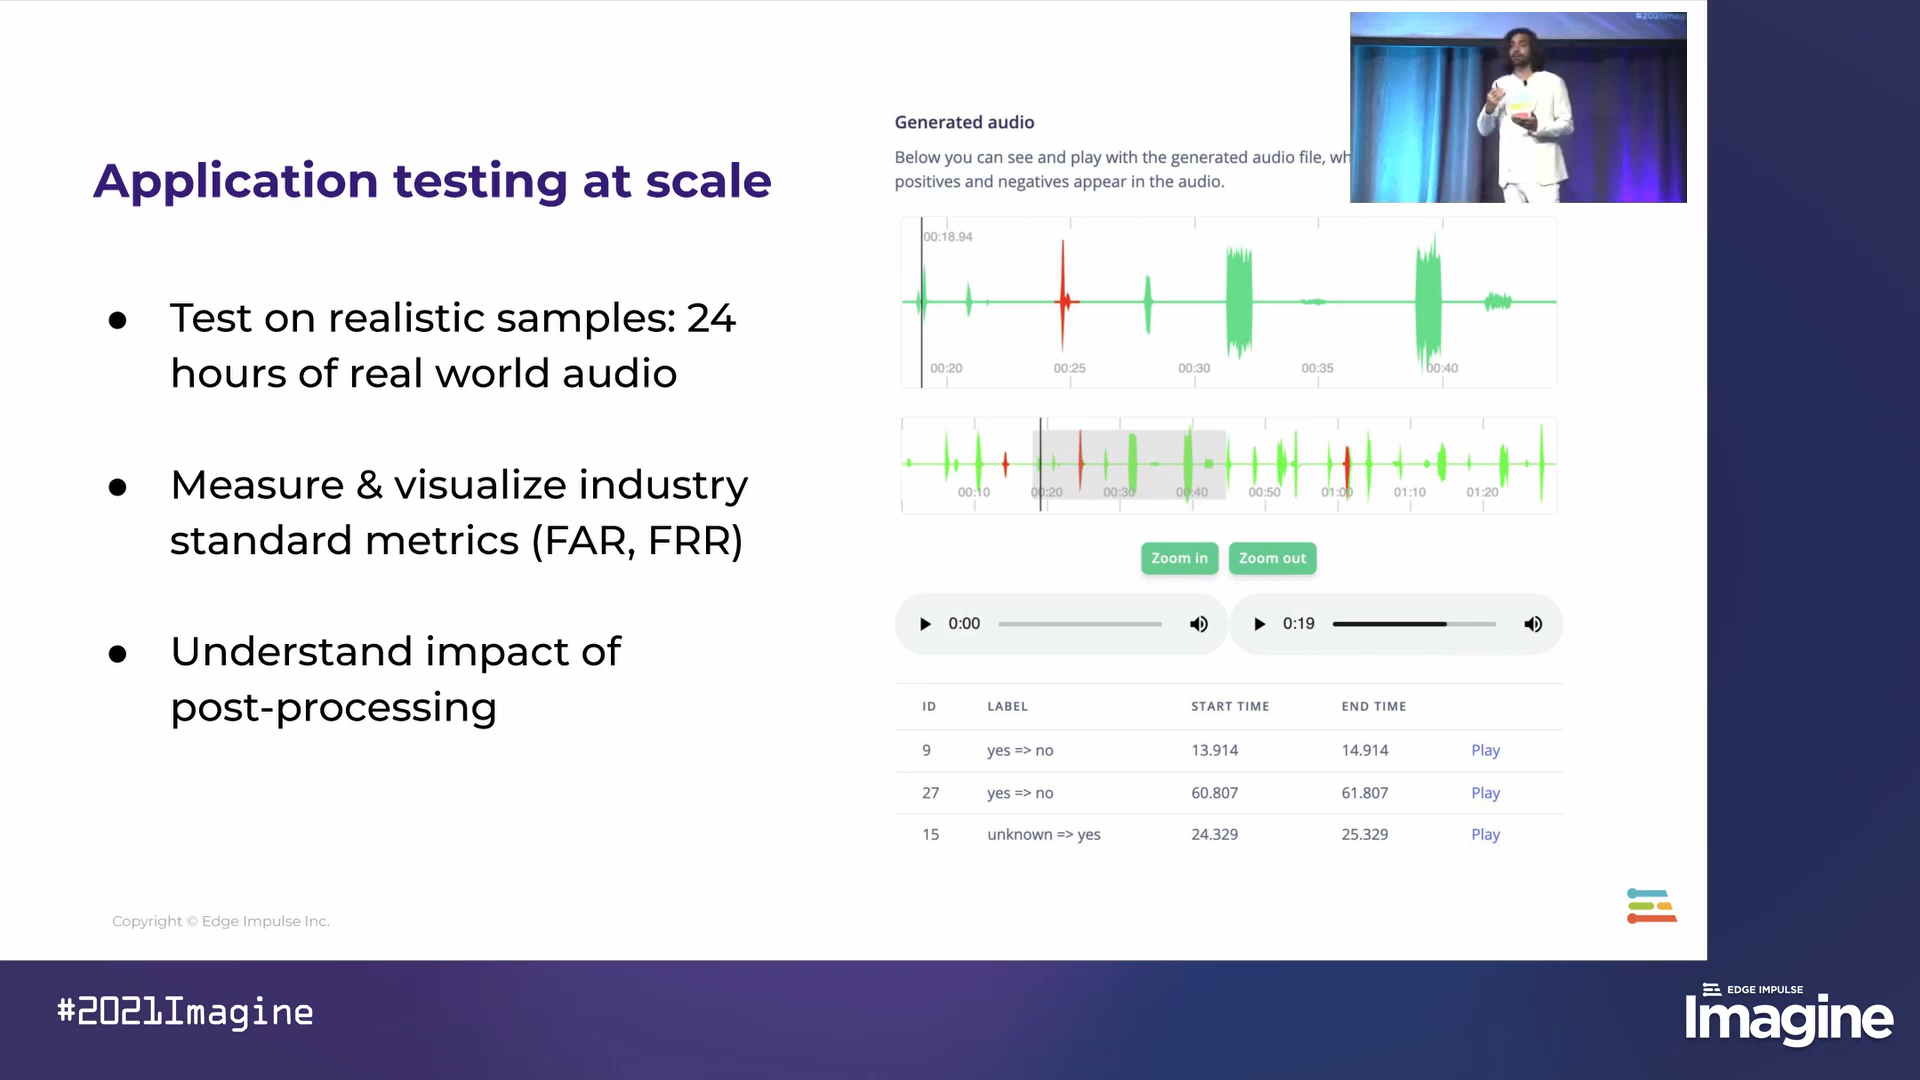 Application testing at scale
● Test on realistic samples: 24
hours of real world audio
● Measure & visualize industry
standard metrics (FAR, FRR)
● Understand impact of
post-processing
Copyright © Edge Impulse Inc.
Generated audio
Below you can see and play with the generated audio file, wh
positives and negatives appear in the audio.
00:18.94
00:20 00:25 00:30 00:35 00:40
00:10 00:20 00:30 00:40 00:50 01:00 01:10 01:20
Zoom in Zoom out
0:00 0:19
ID LABEL START TIME END TIME
9 yes => no 13.914 14.914 Play
27 yes => no 60.807 61.807 Play
15 unknown => yes 24.329 25.329 Play
#2021Imagine
EDGE IMPULSE
Imagine